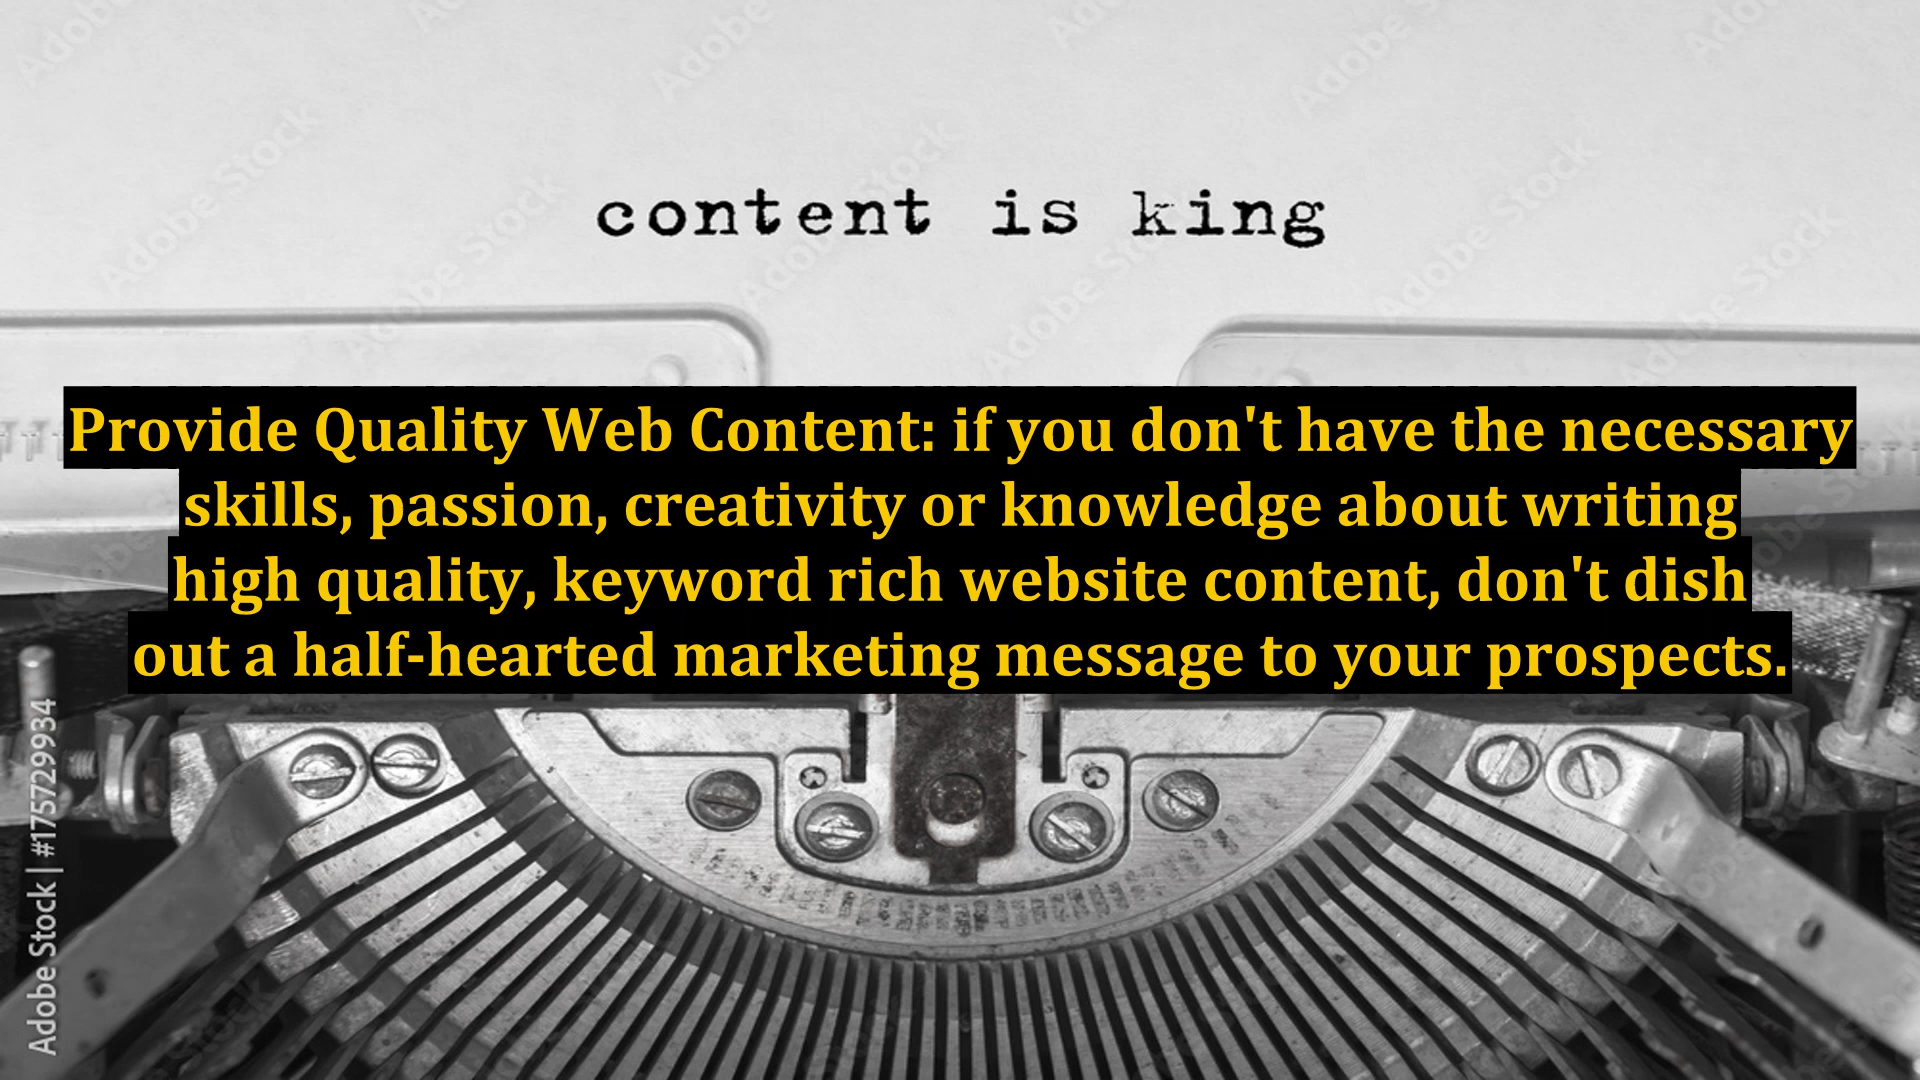 content is king
Provide Quality Web Content: if you don't have the necessary
skills, passion, creativity or knowledge about writing
high quality, keyword rich website content, don't dish
out a half-hearted marketing message to your prospects.
Adobe Stock | #175729934
Adobe Stock